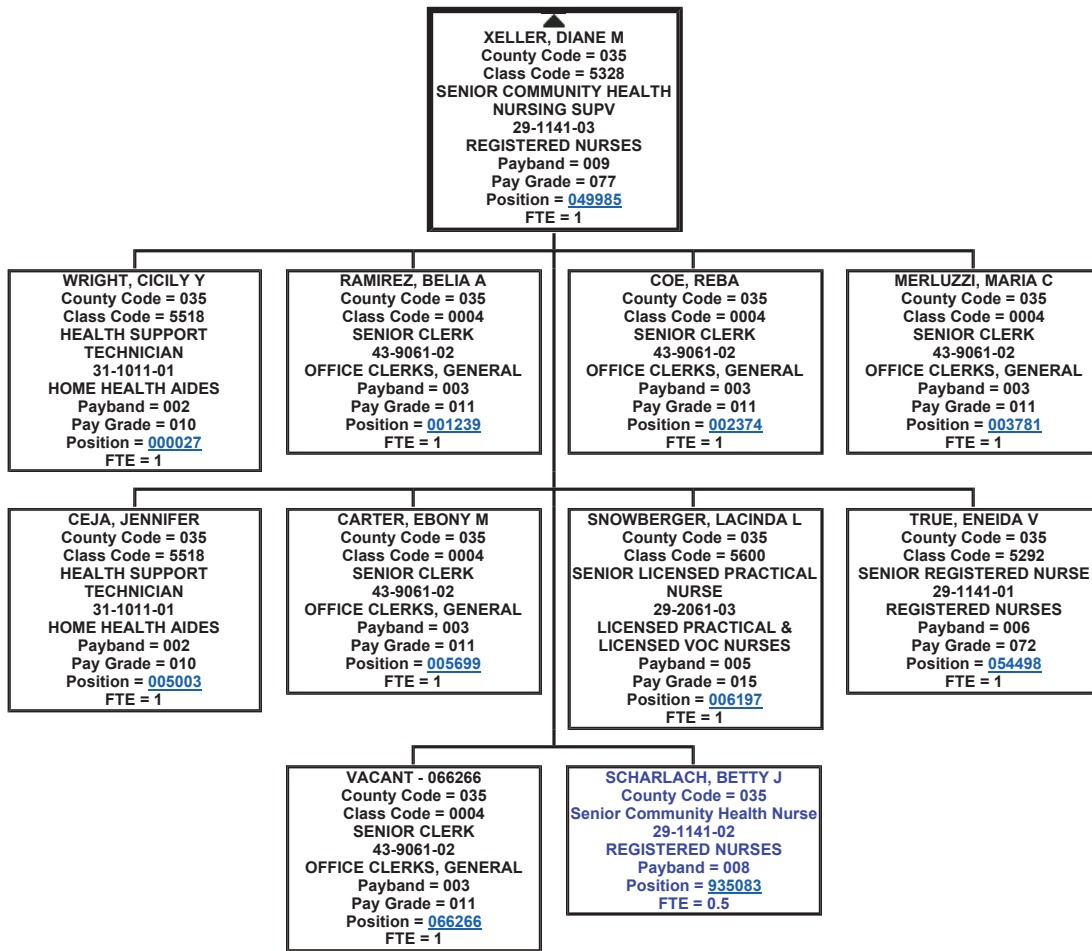 XELLER, DIANE M
County Code = 035
Class Code = 5328
SENIOR COMMUNITY HEALTH
NURSING SUPV
29-1141-03
REGISTERED NURSES
Payband = 009
Pay Grade = 077
Position = 049985
FTE = 1
WRIGHT, CICILY Y
County Code = 035
Class Code = 5518
HEALTH SUPPORT
TECHNICIAN
31-1011-01
HOME HEALTH AIDES
Payband = 002
Pay Grade = 010
Position = 000027
FTE = 1
RAMIREZ, BELIA A
County Code = 035
Class Code = 0004
SENIOR CLERK
43-9061-02
OFFICE CLERKS, GENERAL
Payband = 003
Pay Grade = 011
Position = 001239
FTE = 1
COE, REBA
County Code = 035
Class Code = 0004
SENIOR CLERK
43-9061-02
OFFICE CLERKS, GENERAL
Payband = 003
Pay Grade = 011
Position = 002374
FTE = 1
MERLUZZI, MARIA C
County Code = 035
Class Code = 0004
SENIOR CLERK
43-9061-02
OFFICE CLERKS, GENERAL
Payband = 003
Pay Grade = 011
Position = 003781
FTE = 1
CEJA, JENNIFER
County Code = 035
Class Code = 5518
HEALTH SUPPORT
TECHNICIAN
31-1011-01
HOME HEALTH AIDES
Payband = 002
Pay Grade = 010
Position = 005003
FTE = 1
CARTER, EBONY M
County Code = 035
Class Code = 0004
SENIOR CLERK
43-9061-02
OFFICE CLERKS, GENERAL
Payband = 003
Pay Grade = 011
Position = 005699
FTE = 1
SNOWBERGER, LACINDA L
County Code = 035
Class Code = 5600
SENIOR LICENSED PRACTICAL
NURSE
29-2061-03
LICENSED PRACTICAL &
LICENSED VOC NURSES
Payband = 005
Pay Grade = 015
Position = 006197
FTE = 1
TRUE, ENEIDA V
County Code = 035
Class Code = 5292
SENIOR REGISTERED NURSE
29-1141-01
REGISTERED NURSES
Payband = 006
Pay Grade = 072
Position = 054498
FTE = 1
VACANT - 066266
County Code = 035
Class Code = 0004
SENIOR CLERK
43-9061-02
OFFICE CLERKS, GENERAL
Payband = 003
Pay Grade = 011
Position = 066266
FTE = 1
SCHARLACH, BETTY J
County Code = 035
Senior Community Health Nurse
29-1141-02
REGISTERED NURSES
Payband = 008
Position = 935083
FTE = 0.5